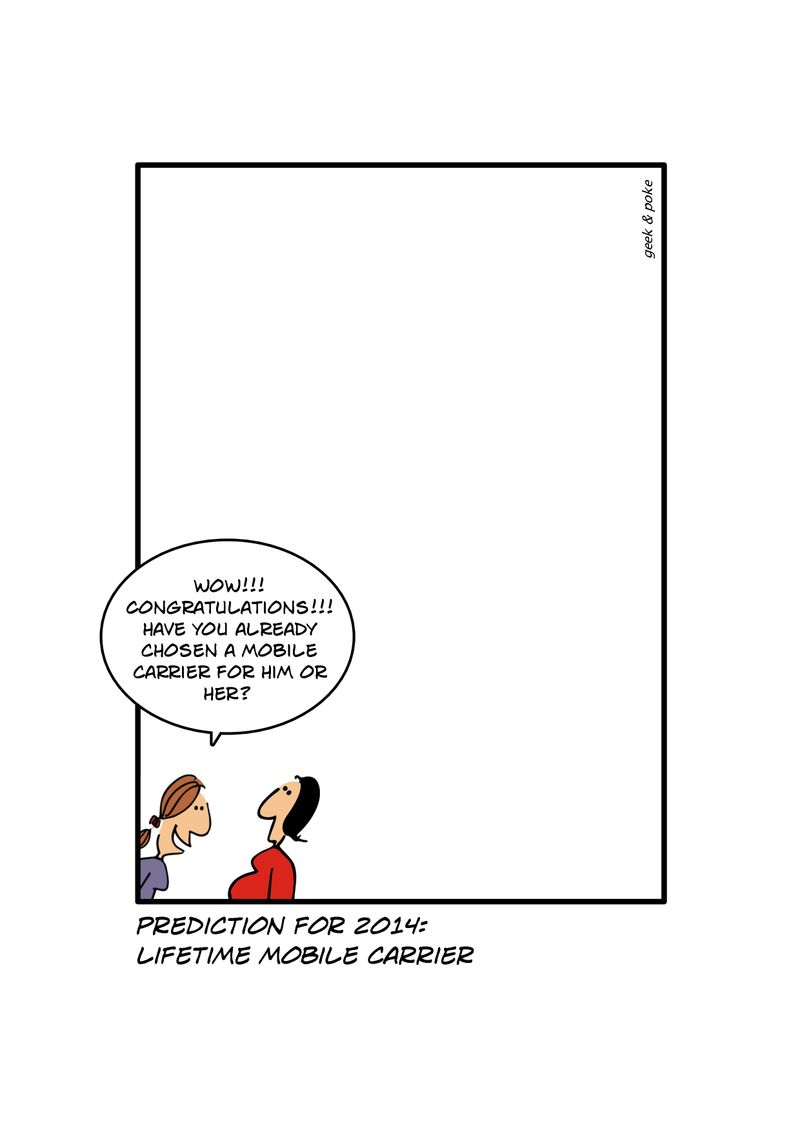 geek & poke
WOW!!!
CONGRATULATIONS!!!
HAVE YOU ALREADY
CHOSEN A MOBILE
CARRIER FOR HIM OR
HER?
PREDICTION FOR 2014:
LIFETIME MOBILE CARRIER